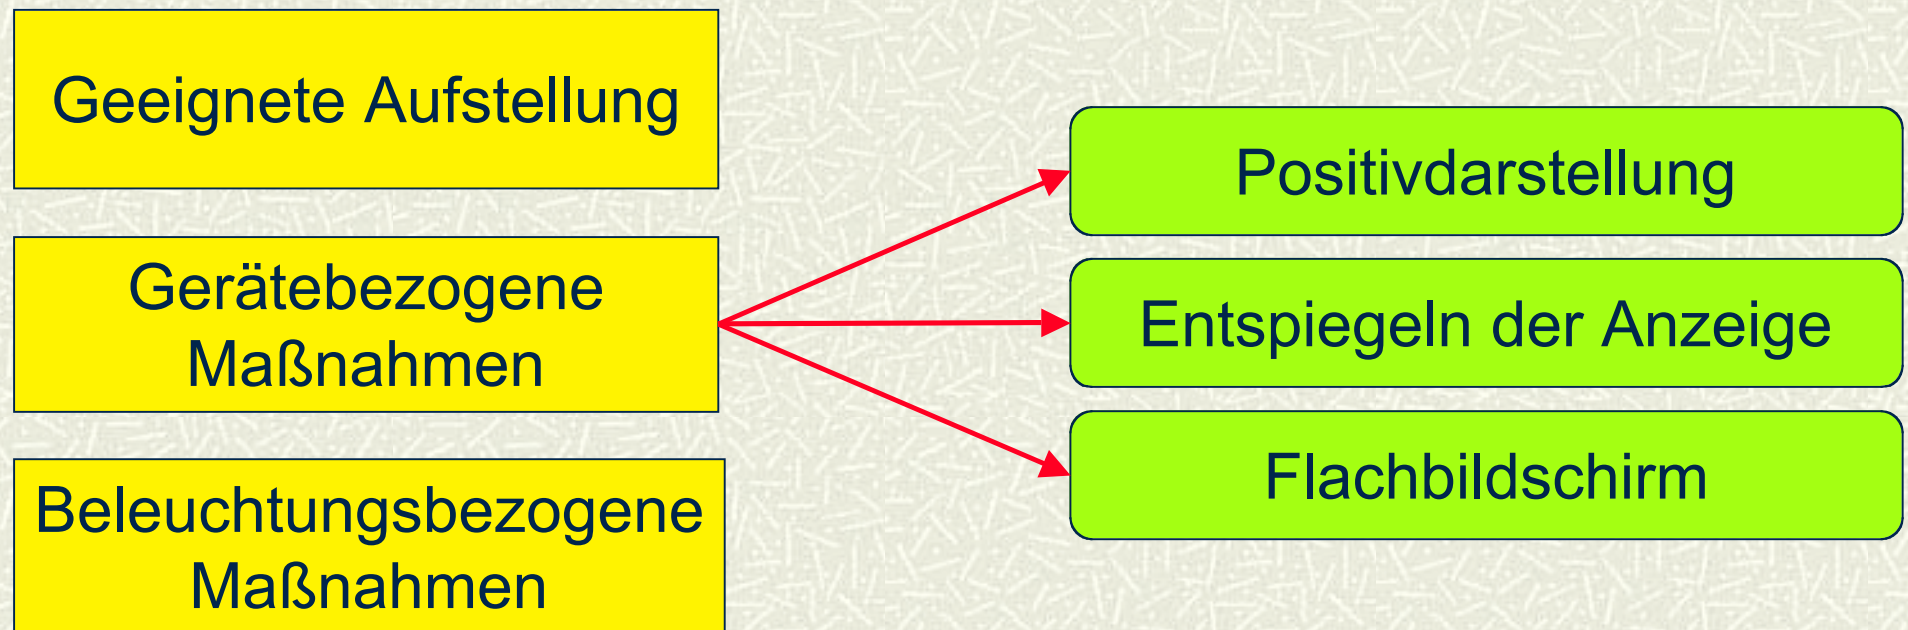 Geeignete Aufstellung
Gerätebezogene
Maßnahmen
Beleuchtungsbezogene
Maßnahmen
Positivdarstellung
Entspiegeln der Anzeige
Flachbildschirm